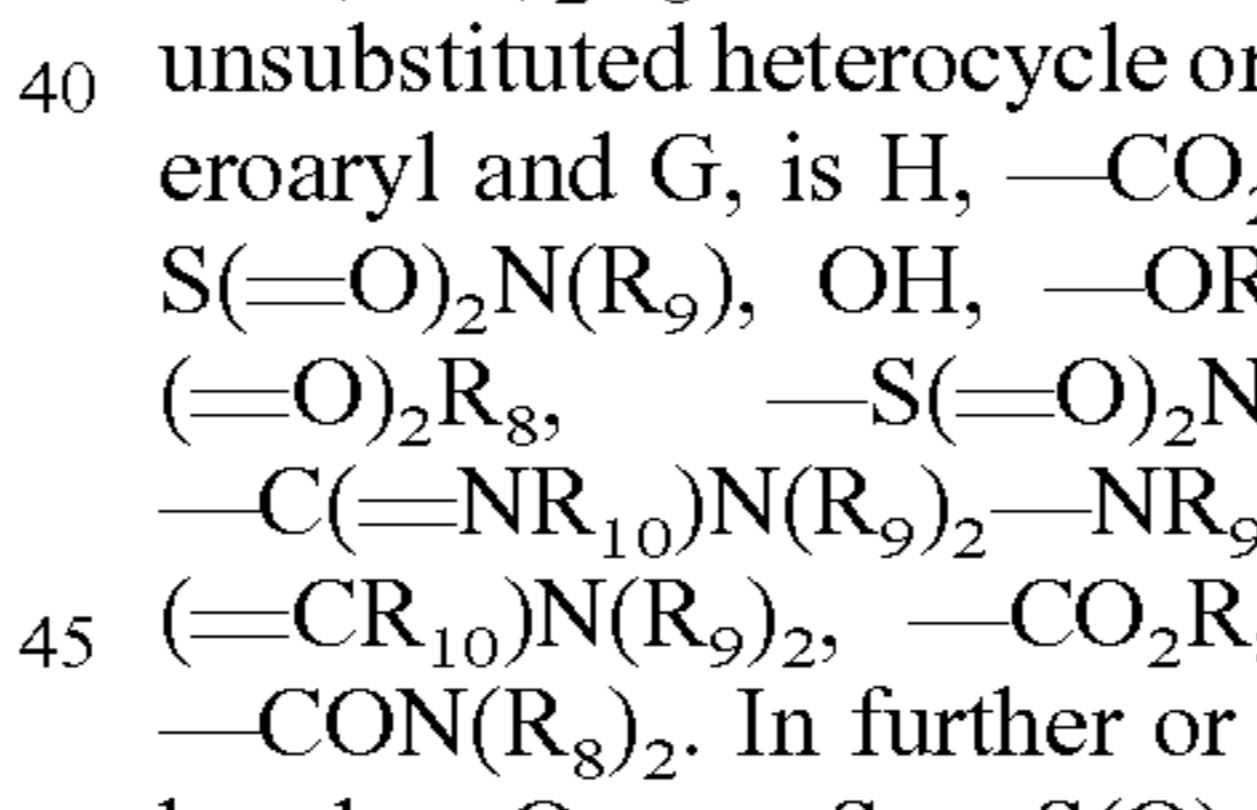 40 unsubstituted heterocycle or
eroaryl and G, is H, —CO₂
S(=O)₂N(R₉), OH, —OR
(=O)₂R₈, —S(=O)₂N
—C(=NR₁₀)N(R₉)₂—NR₉
45 (=CR₁₀)N(R₉)₂, —CO₂R
—CON(R₈)₂. In further or